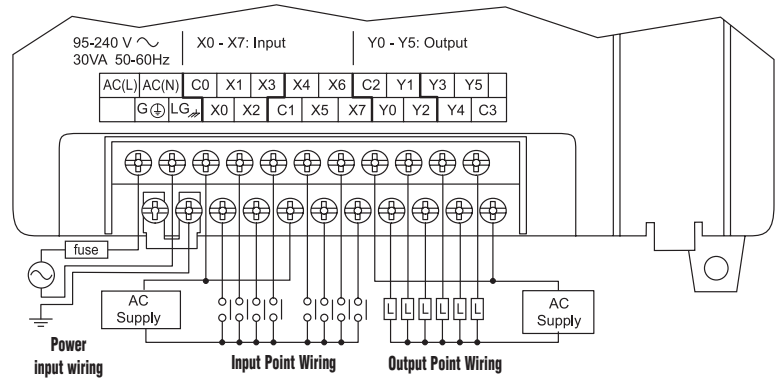 95-240 V ∿ X0 - X7: Input Y0 - Y5: Output
30VA 50-60Hz
AC(L) AC(N) C0 X1 X3 X4 X6 C2 Y1 Y3 Y5
G LG X0 X2 C1 X5 X7 Y0 Y2 Y4 C3
fuse
AC Supply
L L L L L L
AC Supply
Power input wiring
Input Point Wiring
Output Point Wiring